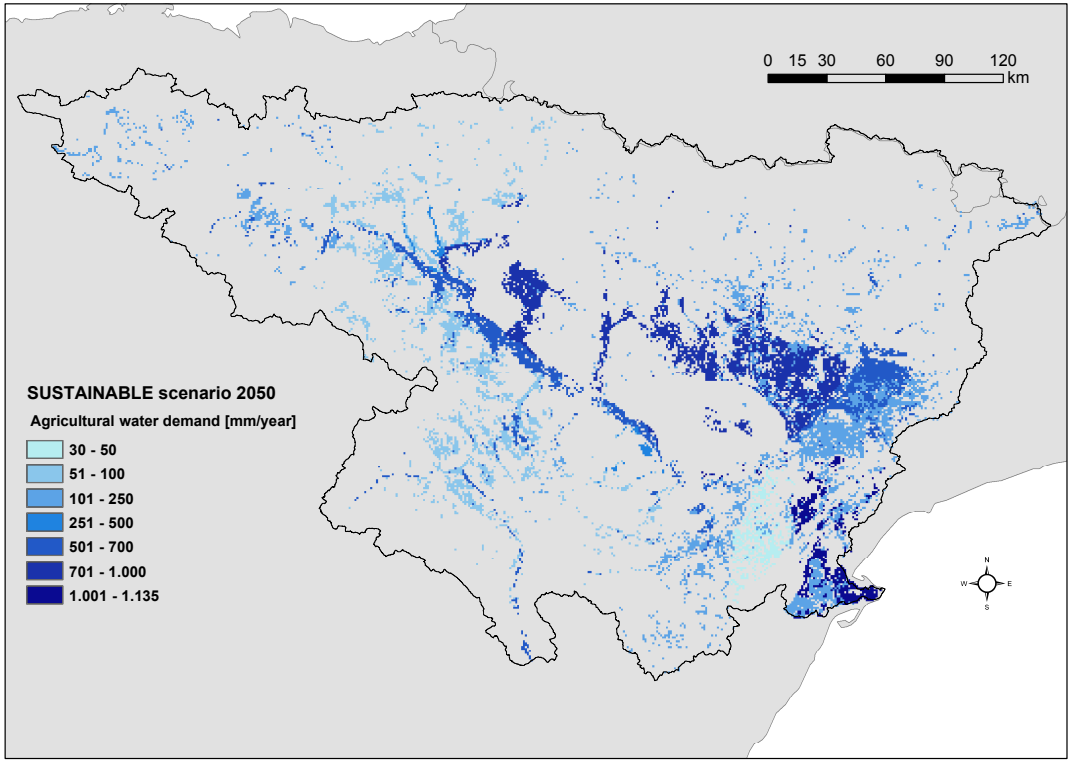 0 15 30 60 90 120
km
SUSTAINABLE scenario 2050
Agricultural water demand [mm/year]
30 - 50
51 - 100
101 - 250
251 - 500
501 - 700
701 - 1.000
1.001 - 1.135
N
W E
S